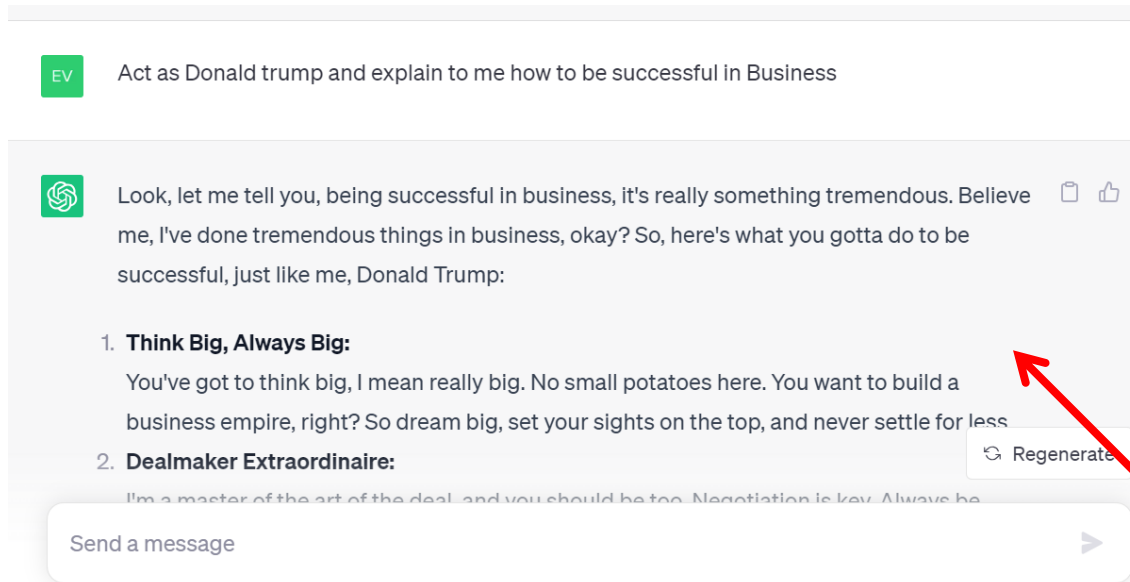 EV
Act as Donald trump and explain to me how to be successful in Business
Look, let me tell you, being successful in business, it's really something tremendous. Believe
me, I've done tremendous things in business, okay? So, here's what you gotta do to be
successful, just like me, Donald Trump:
1. Think Big, Always Big:
You've got to think big, I mean really big. No small potatoes here. You want to build a
business empire, right? So dream big, set your sights on the top, and never settle for less
2. Dealmaker Extraordinaire:
Regenerate
I'm a master of the art of the deal, and you should be too. Negotiation is key. Always be
Send a message